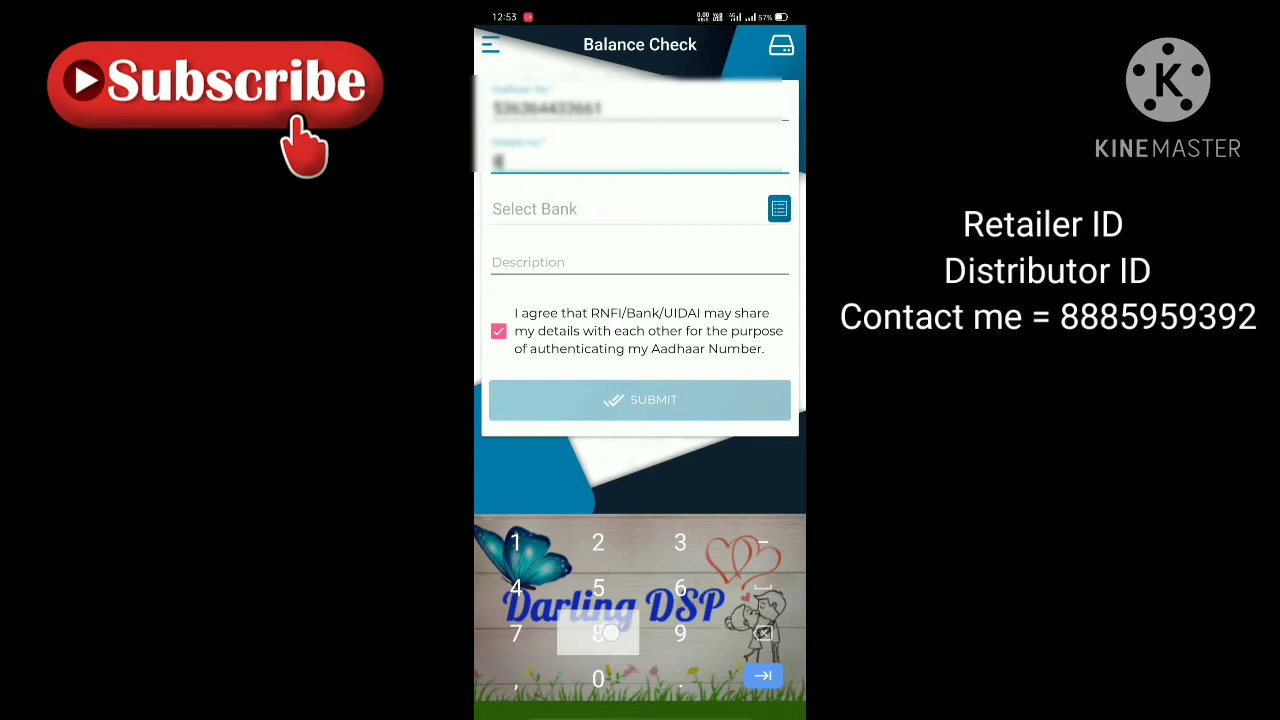 Subscribe
12:53
57%
Balance Check
Select Bank
Description
I agree that RNFI/Bank/UIDAI may share
my details with each other for the purpose
of authenticating my Aadhaar Number.
SUBMIT
1 2 3 -
4 5 6
7 8 9
, 0 .
Darling DSP
K
KINEMASTER
Retailer ID
Distributor ID
Contact me = 8885959392